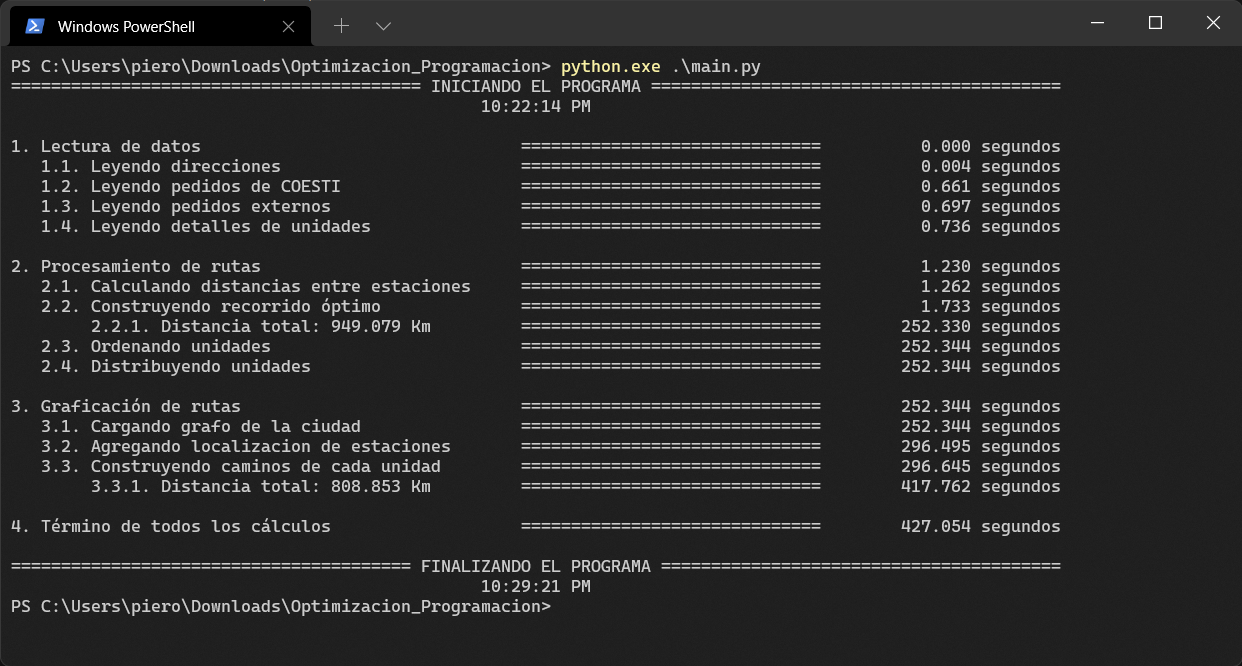 Windows PowerShell
PS C:\Users\piero\Downloads\Optimizacion_Programacion> python.exe .\main.py
========================================= INICIANDO EL PROGRAMA =========================================
10:22:14 PM
1. Lectura de datos ============================== 0.000 segundos
1.1. Leyendo direcciones ============================== 0.004 segundos
1.2. Leyendo pedidos de COESTI ============================== 0.661 segundos
1.3. Leyendo pedidos externos ============================== 0.697 segundos
1.4. Leyendo detalles de unidades ============================== 0.736 segundos
2. Procesamiento de rutas ============================== 1.230 segundos
2.1. Calculando distancias entre estaciones ============================== 1.262 segundos
2.2. Construyendo recorrido óptimo ============================== 1.733 segundos
2.2.1. Distancia total: 949.079 Km ============================== 252.330 segundos
2.3. Ordenando unidades ============================== 252.344 segundos
2.4. Distribuyendo unidades ============================== 252.344 segundos
3. Graficación de rutas ============================== 252.344 segundos
3.1. Cargando grafo de la ciudad ============================== 252.344 segundos
3.2. Agregando localizacion de estaciones ============================== 296.495 segundos
3.3. Construyendo caminos de cada unidad ============================== 296.645 segundos
3.3.1. Distancia total: 808.853 Km ============================== 417.762 segundos
4. Término de todos los cálculos ============================== 427.054 segundos
======================================== FINALIZANDO EL PROGRAMA ========================================
10:29:21 PM
PS C:\Users\piero\Downloads\Optimizacion_Programacion>